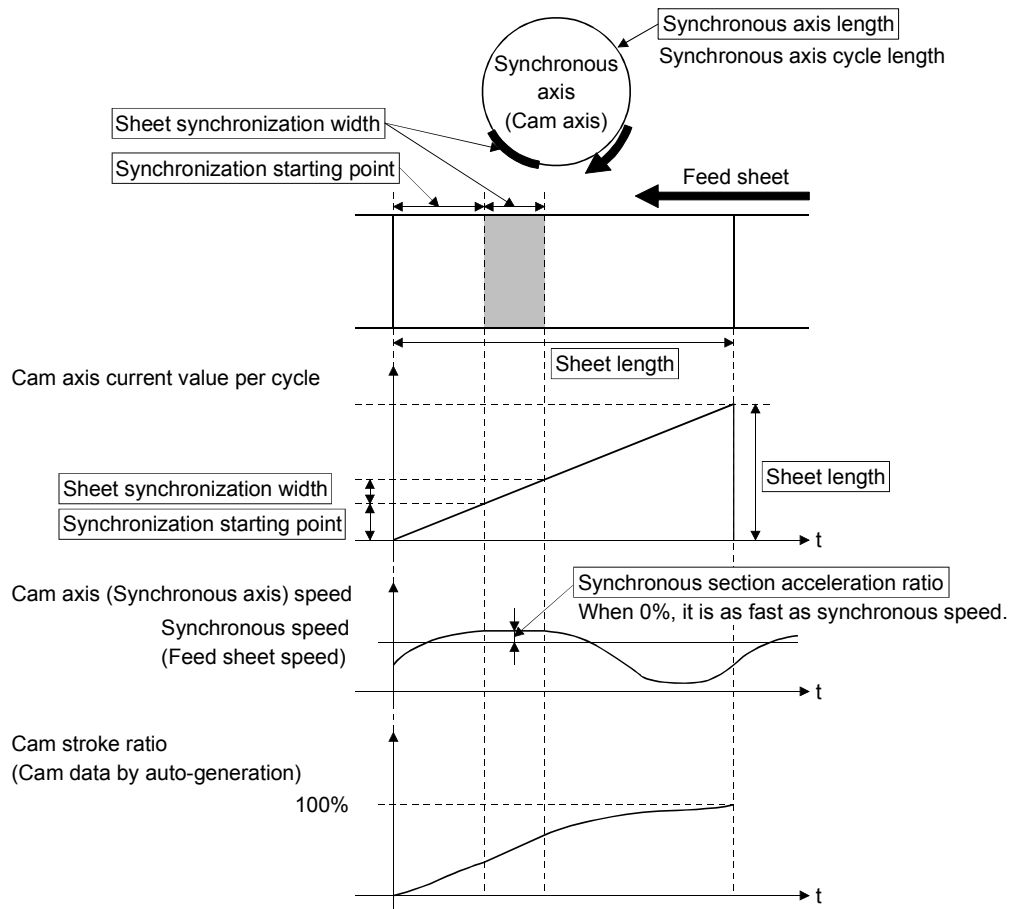 Synchronous axis length
Synchronous axis cycle length
Synchronous
axis
(Cam axis)
Sheet synchronization width
Synchronization starting point
Feed sheet
Sheet length
Cam axis current value per cycle
Sheet length
Sheet synchronization width
Synchronization starting point
t
Synchronous section acceleration ratio
When 0%, it is as fast as synchronous speed.
Cam axis (Synchronous axis) speed
Synchronous speed
(Feed sheet speed)
t
Cam stroke ratio
(Cam data by auto-generation)
100%
t